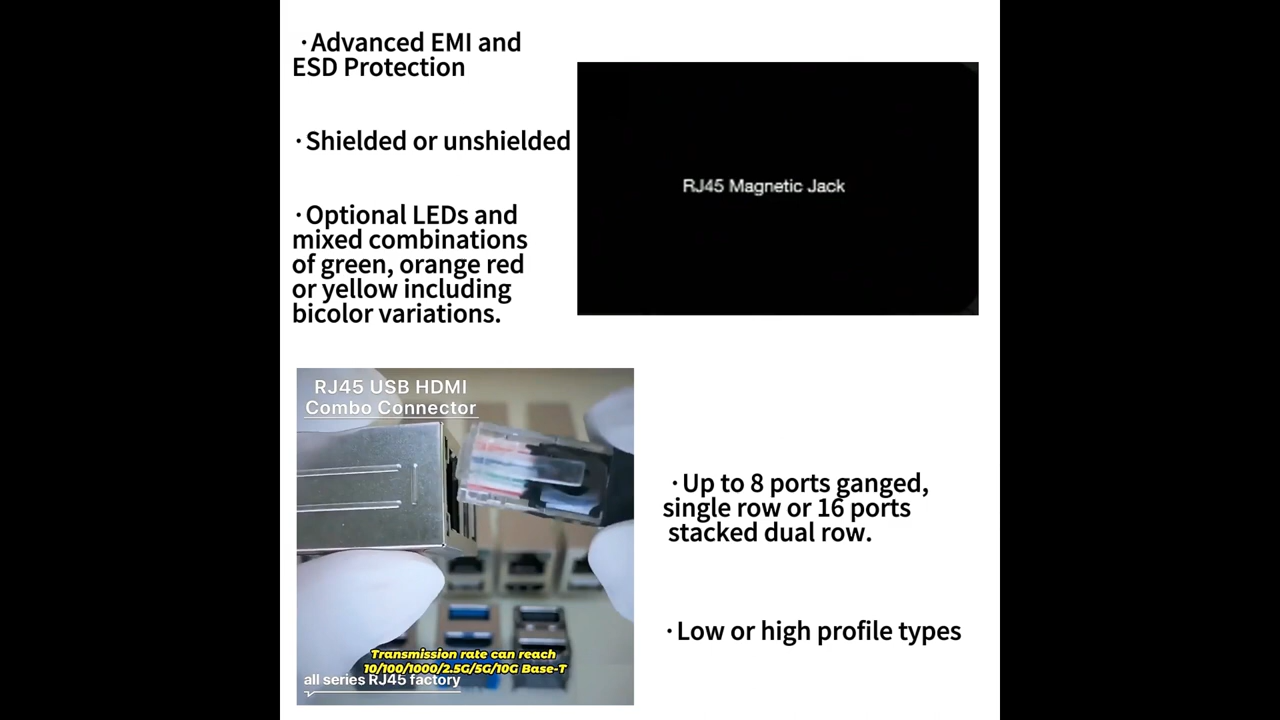 ·Advanced EMI and
ESD Protection
·Shielded or unshielded
·Optional LEDs and
mixed combinations
of green, orange red
or yellow including
bicolor variations.
RJ45 Magnetic Jack
RJ45 USB HDMI
Combo Connector
Transmission rate can reach
10/100/1000/2.5G/5G/10G Base-T
all series RJ45 factory
·Up to 8 ports ganged,
single row or 16 ports
stacked dual row.
·Low or high profile types